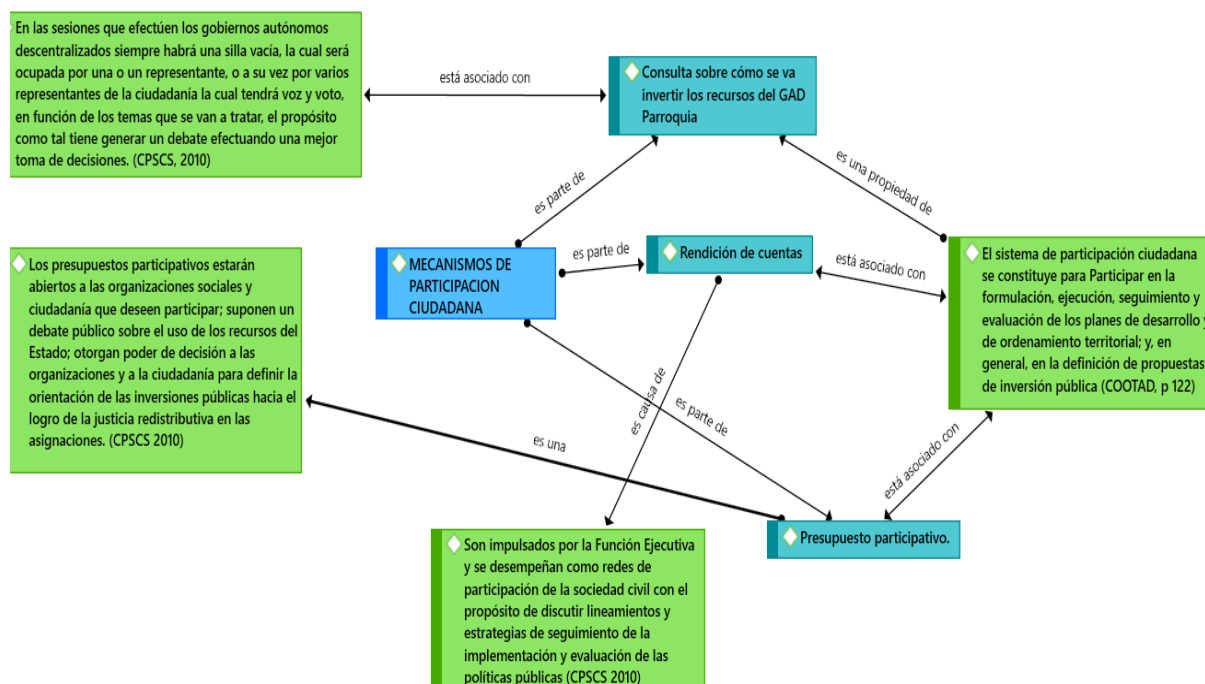 En las sesiones que efectúen los gobiernos autónomos
descentralizados siempre habrá una silla vacía, la cual será
ocupada por una o un representante, o a su vez por varios
representantes de la ciudadanía la cual tendrá voz y voto,
en función de los temas que se van a tratar, el propósito
como tal tiene generar un debate efectuando una mejor
toma de decisiones. (CPSCS, 2010)
está asociado con
Consulta sobre cómo se va
invertir los recursos del GAD
Parroquia
es parte de
es una propiedad de
Los presupuestos participativos estarán
abiertos a las organizaciones sociales y
ciudadanía que deseen participar; suponen un
debate público sobre el uso de los recursos del
Estado; otorgan poder de decisión a las
organizaciones y a la ciudadanía para definir la
orientación de las inversiones públicas hacia el
logro de la justicia redistributiva en las
asignaciones. (CPSCS 2010)
MECANISMOS DE
PARTICIPACION
CIUDADANA
es parte de
Rendición de cuentas
está asociado con
El sistema de participación ciudadana
se constituye para Participar en la
formulación, ejecución, seguimiento y
evaluación de los planes de desarrollo y
de ordenamiento territorial; y, en
general, en la definición de propuestas
de inversión pública (COOTAD, p 122)
es causa de
es parte de
es una
está asociado con
Presupuesto participativo.
Son impulsados por la Función Ejecutiva
y se desempeñan como redes de
participación de la sociedad civil con el
propósito de discutir lineamientos y
estrategias de seguimiento de la
implementación y evaluación de las
políticas públicas (CPSCS 2010)